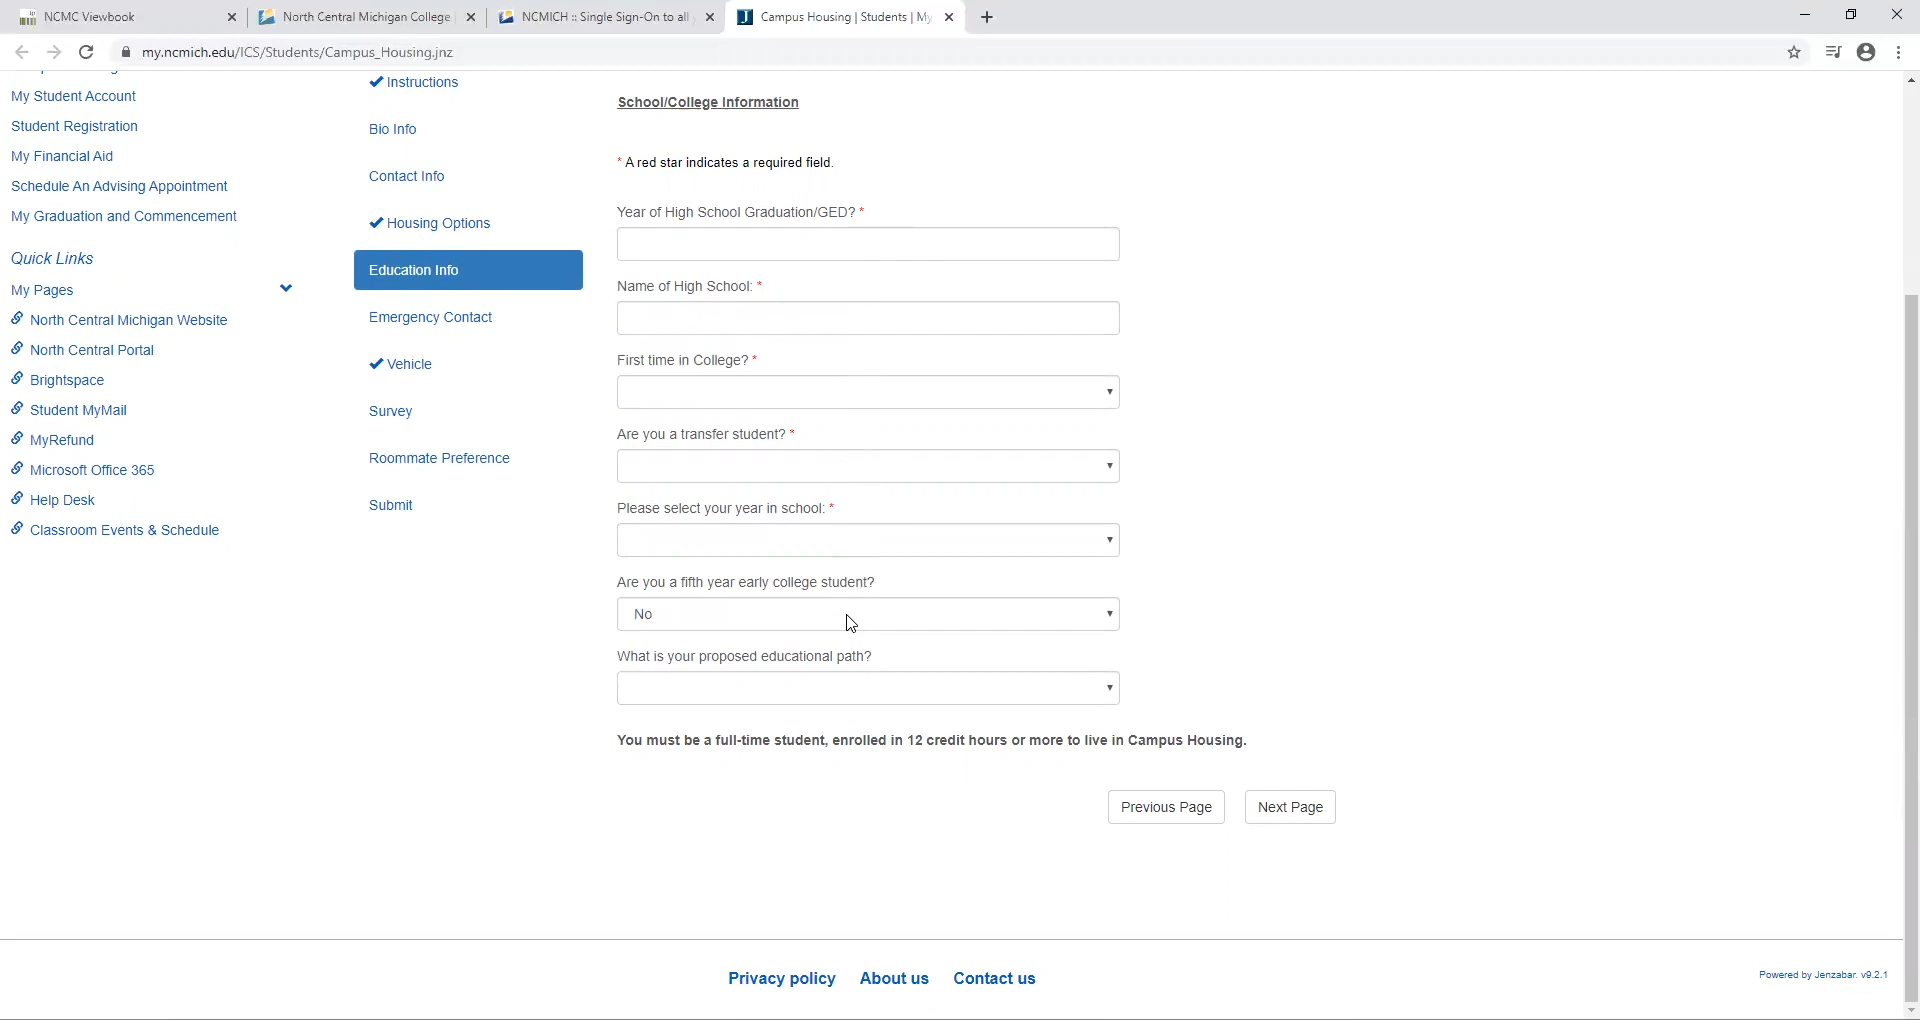 NCMC Viewbook
North Central Michigan College
NCMICH :: Single Sign-On to all
Campus Housing | Students | My
my.ncmich.edu/ICS/Students/Campus_Housing.jnz
My Student Account
Student Registration
My Financial Aid
Schedule An Advising Appointment
My Graduation and Commencement
Quick Links
My Pages
North Central Michigan Website
North Central Portal
Brightspace
Student MyMail
MyRefund
Microsoft Office 365
Help Desk
Classroom Events & Schedule
Instructions
Bio Info
Contact Info
Housing Options
Education Info
Emergency Contact
Vehicle
Survey
Roommate Preference
Submit
School/College Information
* A red star indicates a required field.
Year of High School Graduation/GED? *
Name of High School: *
First time in College? *
Are you a transfer student? *
Please select your year in school: *
Are you a fifth year early college student?
No
What is your proposed educational path?
You must be a full-time student, enrolled in 12 credit hours or more to live in Campus Housing.
Previous Page
Next Page
Privacy policy
About us
Contact us
Powered by Jenzabar. v9.2.1